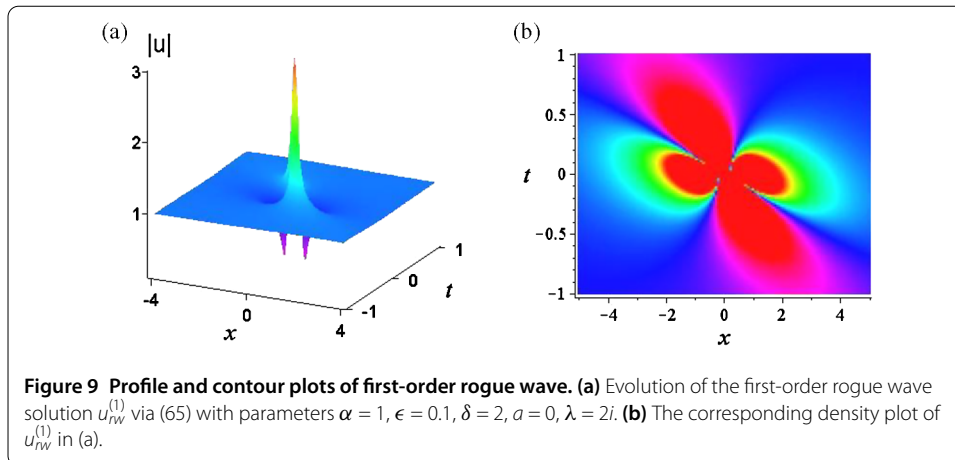 (a)
|u|
3
2
1
-4
0
x
4
-1
0
t
1
(b)
1
0.5
t
0
-0.5
-1
-4
-2
0
2
4
x
Figure 9 Profile and contour plots of first-order rogue wave. (a) Evolution of the first-order rogue wave
solution u_{rw}^{(1)} via (65) with parameters α = 1, ϵ = 0.1, δ = 2, a = 0, λ = 2i. (b) The corresponding density plot of
u_{rw}^{(1)} in (a).